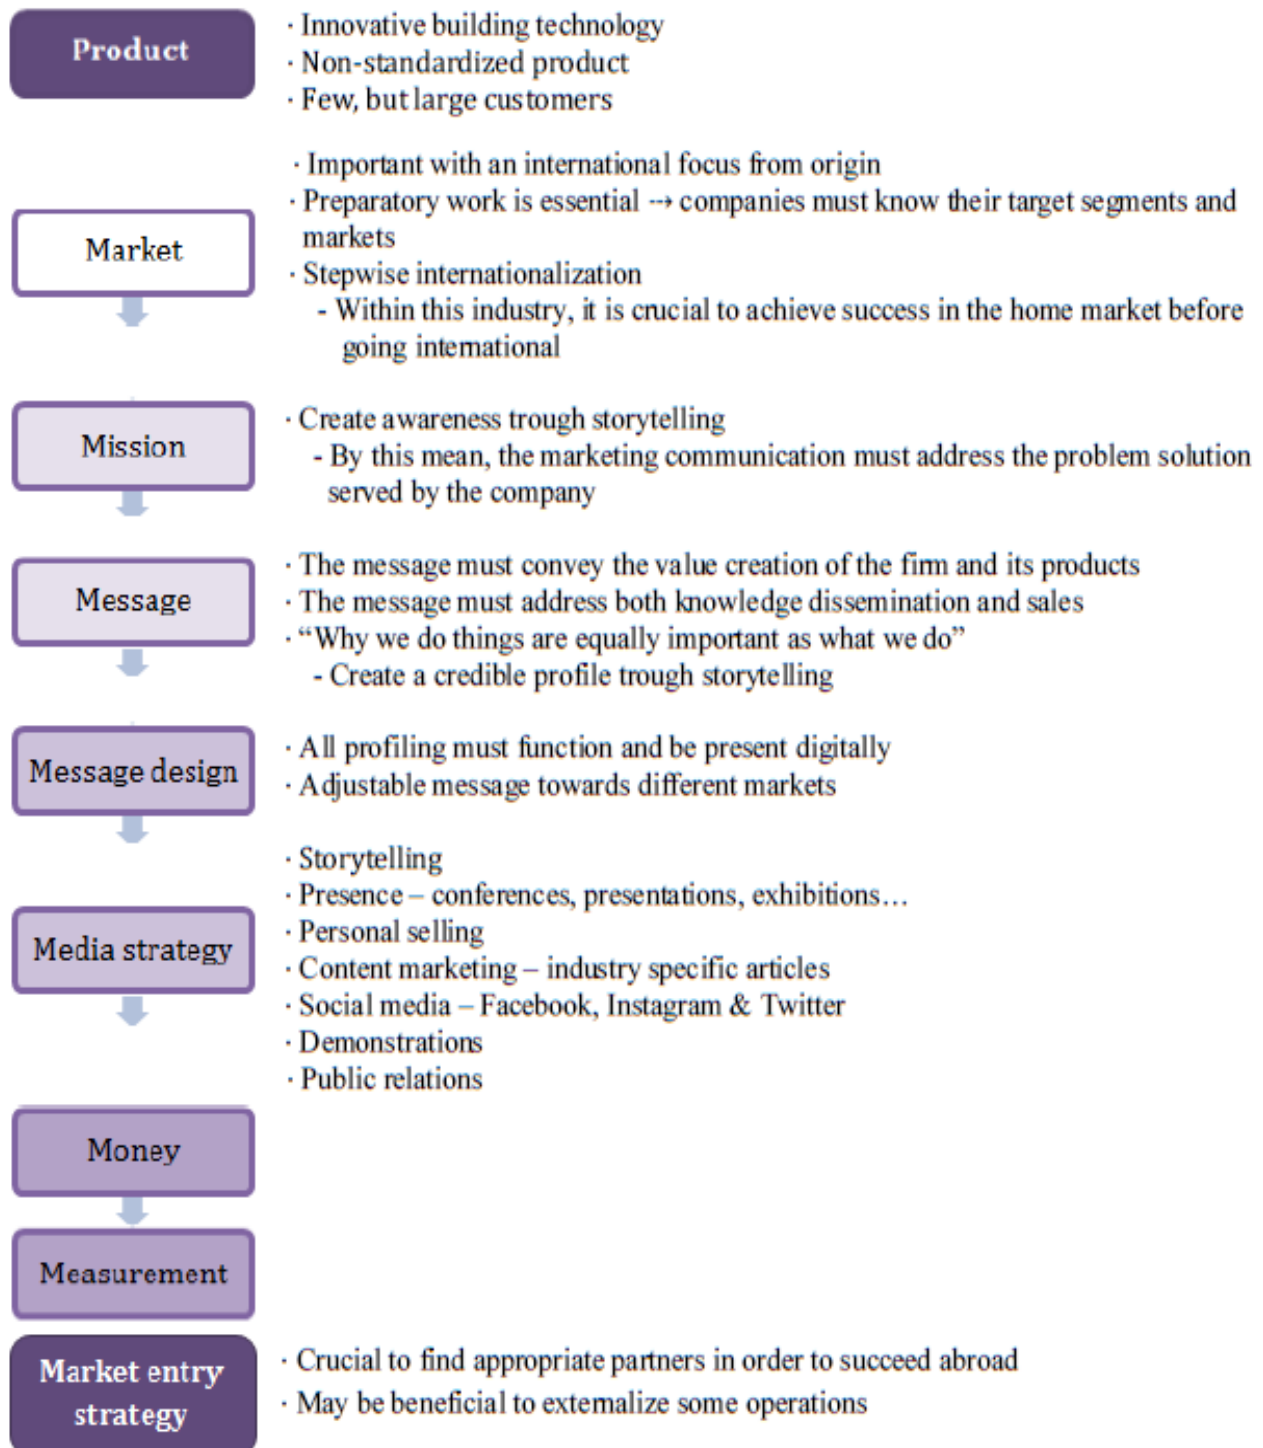 Product
· Innovative building technology
· Non-standardized product
· Few, but large customers
Market
· Important with an international focus from origin
· Preparatory work is essential ⇢ companies must know their target segments and
markets
· Stepwise internationalization
- Within this industry, it is crucial to achieve success in the home market before
going international
Mission
· Create awareness trough storytelling
- By this mean, the marketing communication must address the problem solution
served by the company
Message
· The message must convey the value creation of the firm and its products
· The message must address both knowledge dissemination and sales
· “Why we do things are equally important as what we do”
- Create a credible profile trough storytelling
Message design
· All profiling must function and be present digitally
· Adjustable message towards different markets
Media strategy
· Storytelling
· Presence – conferences, presentations, exhibitions…
· Personal selling
· Content marketing – industry specific articles
· Social media – Facebook, Instagram & Twitter
· Demonstrations
· Public relations
Money
Measurement
Market entry
strategy
· Crucial to find appropriate partners in order to succeed abroad
· May be beneficial to externalize some operations